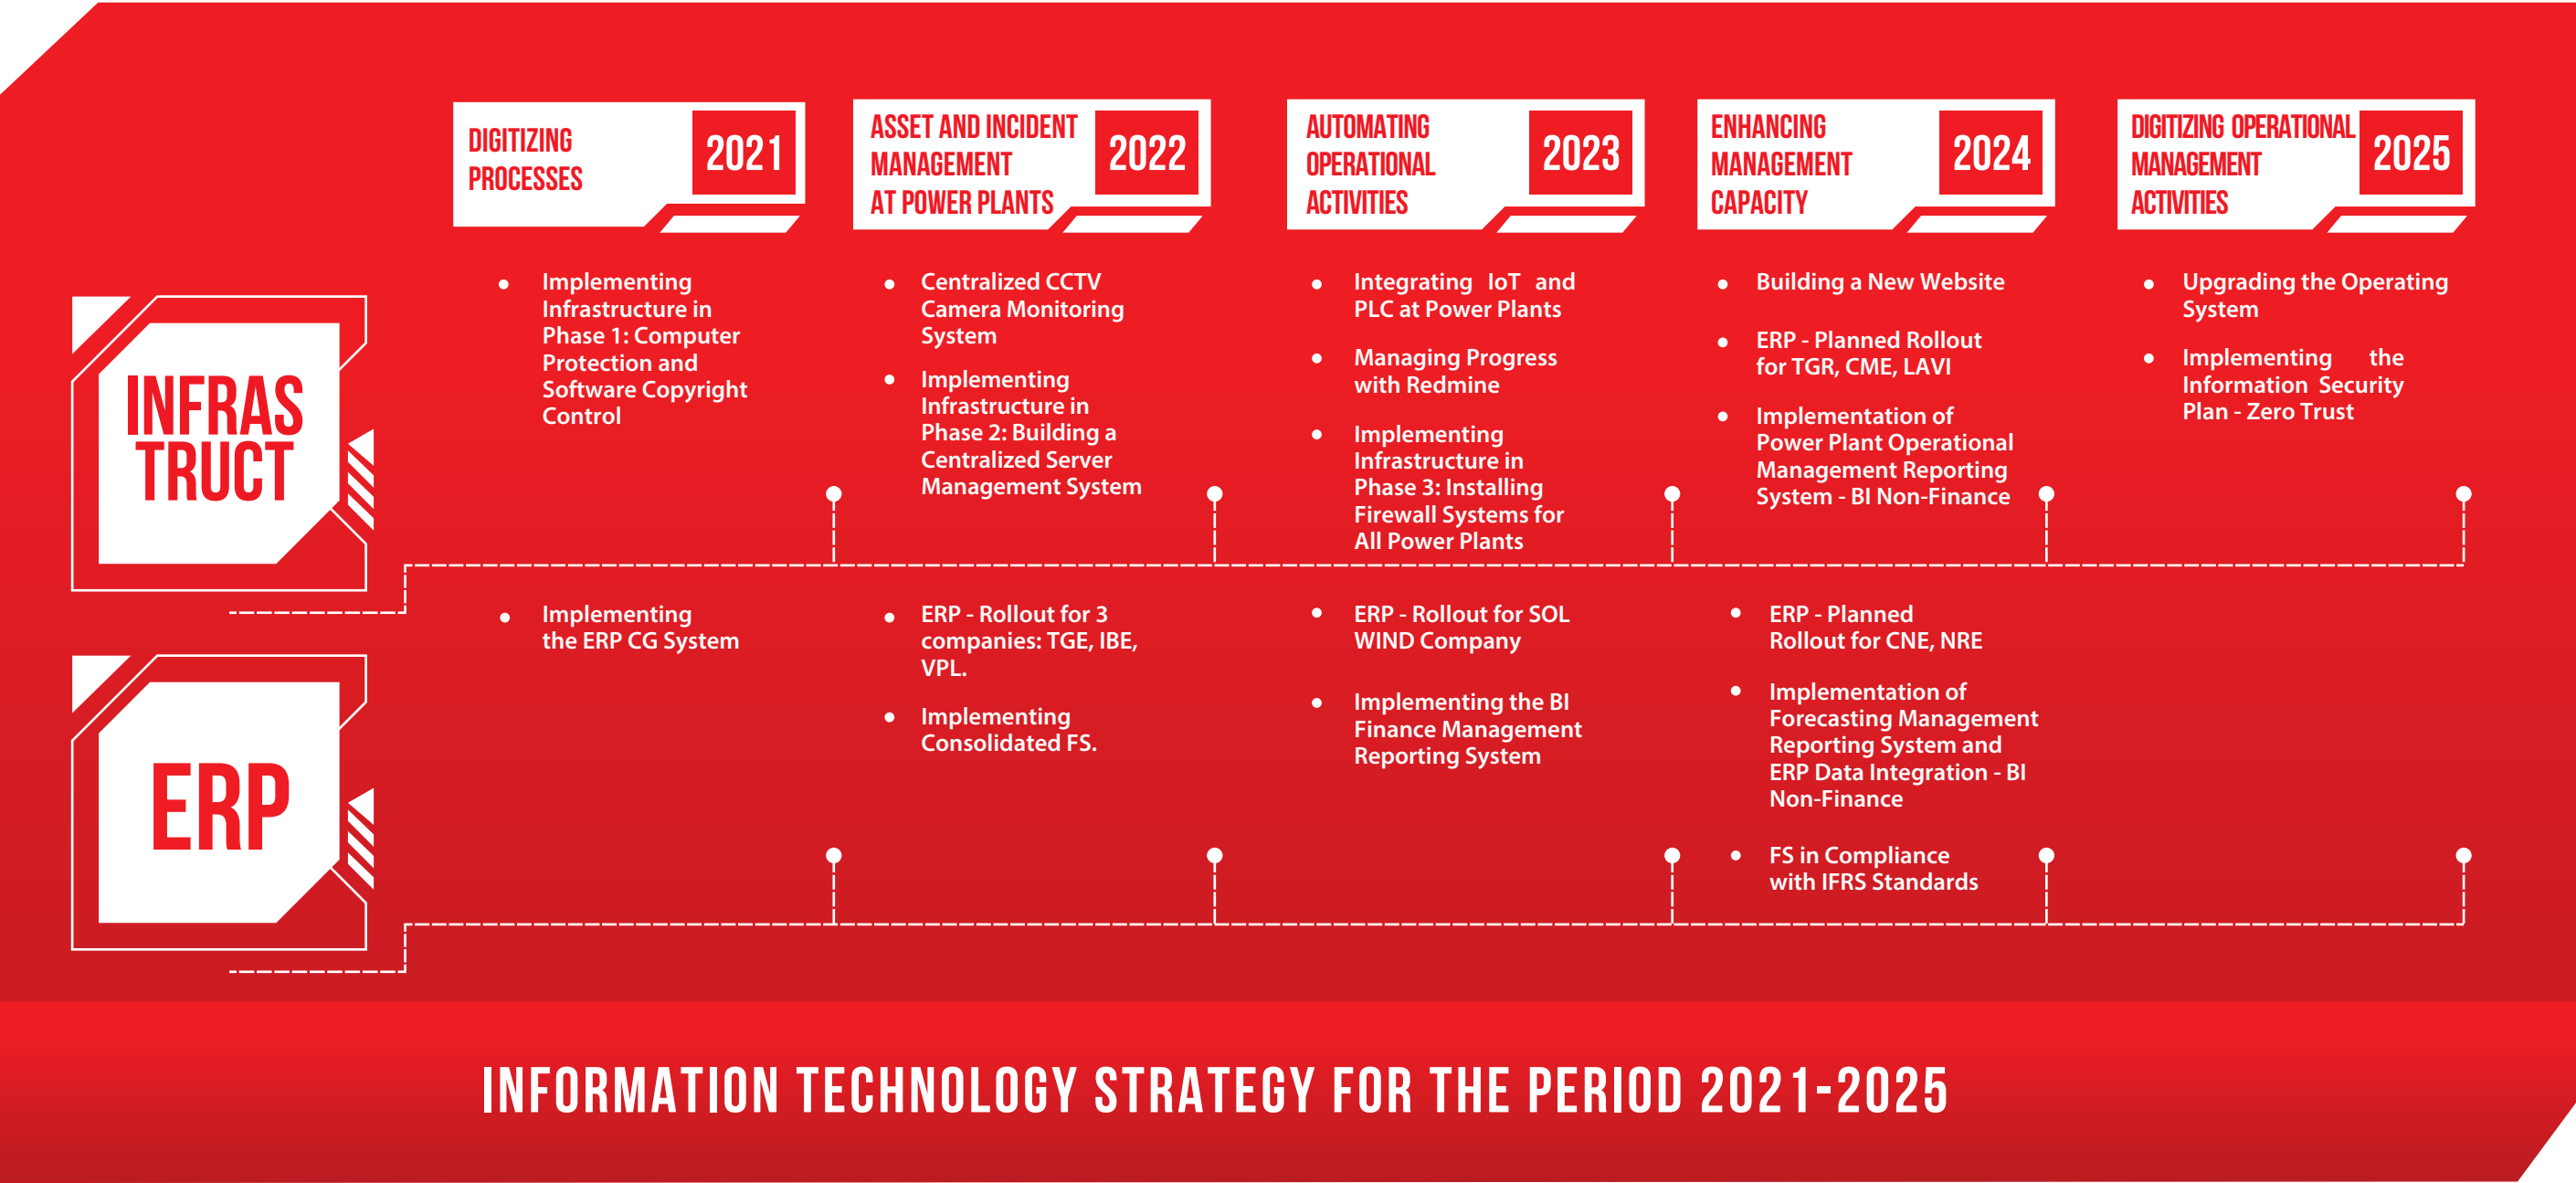 DIGITIZING
PROCESSES
2021
ASSET AND INCIDENT
MANAGEMENT
AT POWER PLANTS
2022
AUTOMATING
OPERATIONAL
ACTIVITIES
2023
ENHANCING
MANAGEMENT
CAPACITY
2024
DIGITIZING OPERATIONAL
MANAGEMENT
ACTIVITIES
2025
INFRAS
TRUCT
• Implementing
Infrastructure in
Phase 1: Computer
Protection and
Software Copyright
Control
• Centralized CCTV
Camera Monitoring
System
• Implementing
Infrastructure in
Phase 2: Building a
Centralized Server
Management System
• Integrating IoT and
PLC at Power Plants
• Managing Progress
with Redmine
• Implementing
Infrastructure in
Phase 3: Installing
Firewall Systems for
All Power Plants
• Building a New Website
• ERP - Planned Rollout
for TGR, CME, LAVI
• Implementation of
Power Plant Operational
Management Reporting
System - BI Non-Finance
• Upgrading the Operating
System
• Implementing the
Information Security
Plan - Zero Trust
ERP
• Implementing
the ERP CG System
• ERP - Rollout for 3
companies: TGE, IBE,
VPL.
• Implementing
Consolidated FS.
• ERP - Rollout for SOL
WIND Company
• Implementing the BI
Finance Management
Reporting System
• ERP - Planned
Rollout for CNE, NRE
• Implementation of
Forecasting Management
Reporting System and
ERP Data Integration - BI
Non-Finance
• FS in Compliance
with IFRS Standards
INFORMATION TECHNOLOGY STRATEGY FOR THE PERIOD 2021-2025